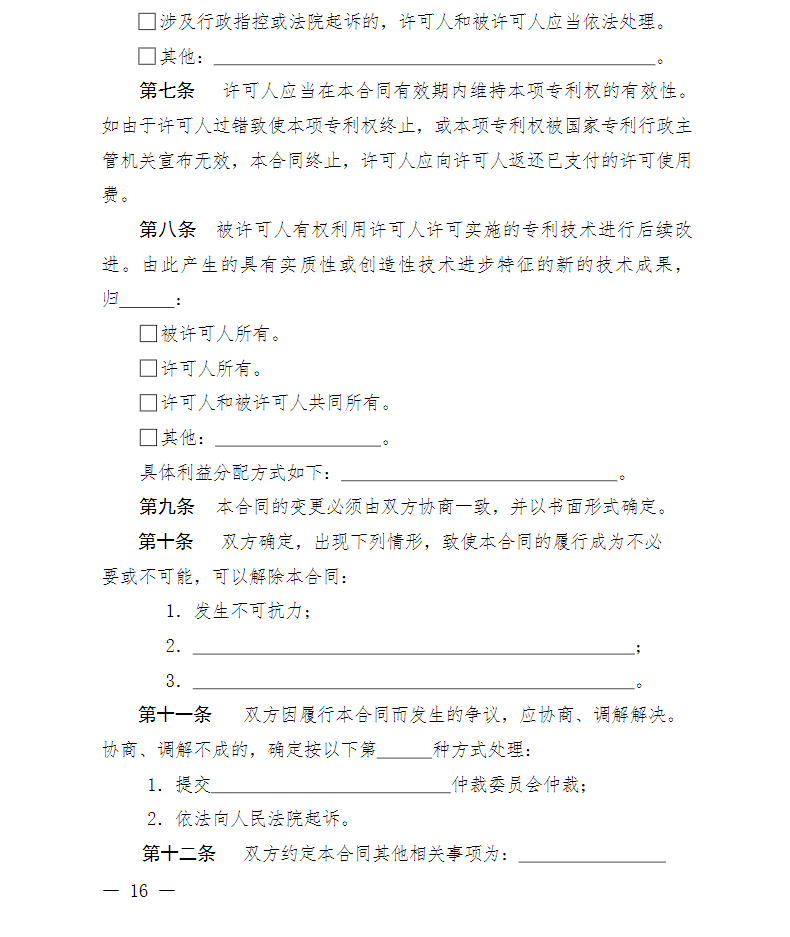 □涉及行政指控或法院起诉的，许可人和被许可人应当依法处理。
□其他：________________________________________________。
第七条 许可人应当在本合同有效期内维持本项专利权的有效性。
如由于许可人过错致使本项专利权终止，或本项专利权被国家专利行政主
管机关宣布无效，本合同终止，许可人应向许可人返还已支付的许可使用
费。
第八条 被许可人有权利用许可人许可实施的专利技术进行后续改
进。由此产生的具有实质性或创造性技术进步特征的新的技术成果，
归______：
□被许可人所有。
□许可人所有。
□许可人和被许可人共同所有。
□其他：__________________。
具体利益分配方式如下：______________________________。
第九条 本合同的变更必须由双方协商一致，并以书面形式确定。
第十条 双方确定，出现下列情形，致使本合同的履行成为不必
要或不可能，可以解除本合同：
1. 发生不可抗力；
2. ________________________________________________；
3. ________________________________________________。
第十一条 双方因履行本合同而发生的争议，应协商、调解解决。
协商、调解不成的，确定按以下第______种方式处理：
1. 提交__________________________仲裁委员会仲裁；
2. 依法向人民法院起诉。
第十二条 双方约定本合同其他相关事项为：________________
— 16 —